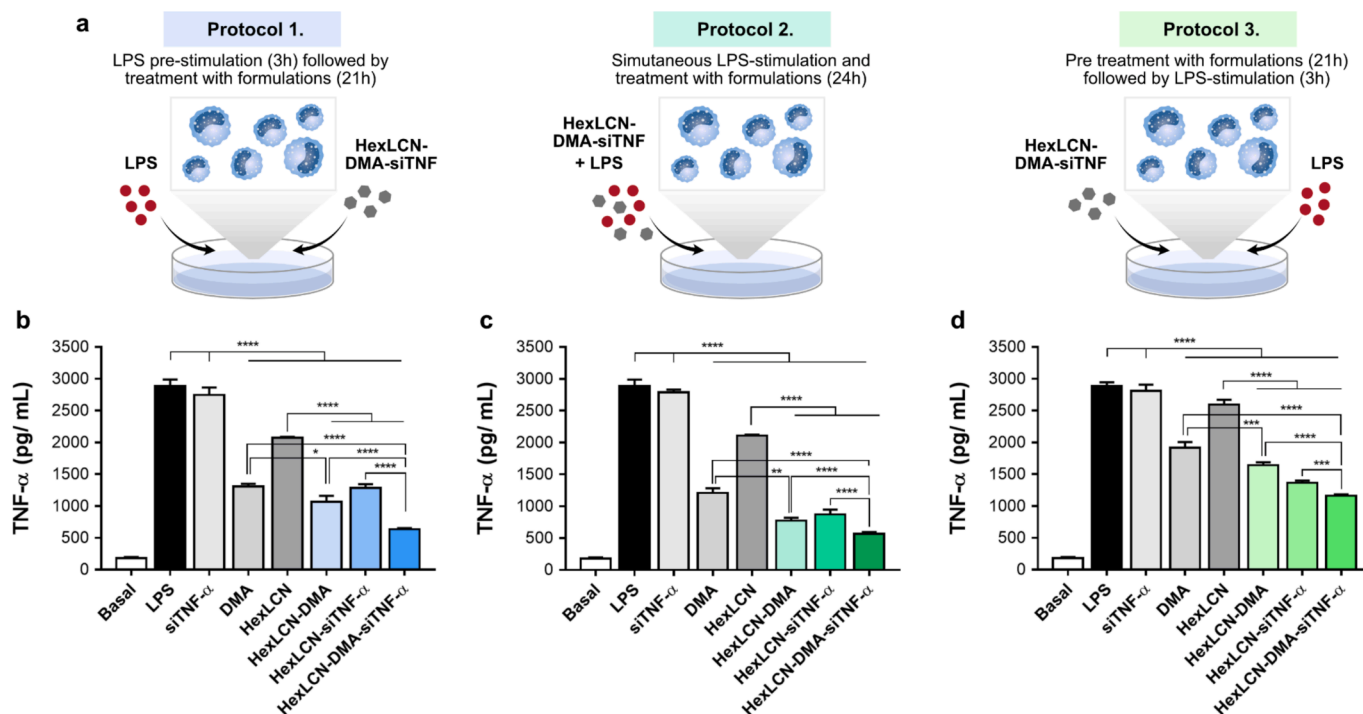 a
Protocol 1.
LPS pre-stimulation (3h) followed by
treatment with formulations (21h)
LPS
HexLCN-
DMA-siTNF
Protocol 2.
Simutaneous LPS-stimulation and
treatment with formulations (24h)
HexLCN-
DMA-siTNF
+ LPS
Protocol 3.
Pre treatment with formulations (21h)
followed by LPS-stimulation (3h)
HexLCN-
DMA-siTNF
LPS
b
TNF-α (pg/ mL)
3500
3000
2500
2000
1500
1000
500
0
****
****
****
*
****
****
Basal
LPS
siTNF-α
DMA
HexLCN
HexLCN-DMA
HexLCN-siTNF-α
HexLCN-DMA-siTNF-α
c
TNF-α (pg/ mL)
3500
3000
2500
2000
1500
1000
500
0
****
****
****
**
****
****
Basal
LPS
siTNF-α
DMA
HexLCN
HexLCN-DMA
HexLCN-siTNF-α
HexLCN-DMA-siTNF-α
d
TNF-α (pg/ mL)
3500
3000
2500
2000
1500
1000
500
0
****
****
****
***
****
***
Basal
LPS
siTNF-α
DMA
HexLCN
HexLCN-DMA
HexLCN-siTNF-α
HexLCN-DMA-siTNF-α